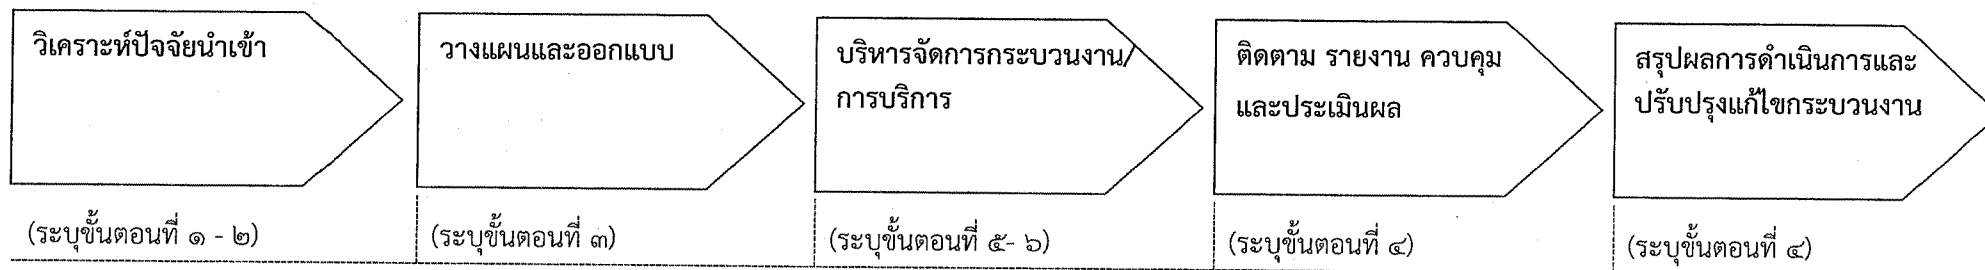 วิเคราะห์ปัจจัยนำเข้า
วางแผนและออกแบบ
บริหารจัดการกระบวนงาน/
การบริการ
ติดตาม รายงาน ควบคุม
และประเมินผล
สรุปผลการดำเนินการและ
ปรับปรุงแก้ไขกระบวนงาน
(ระบุขั้นตอนที่ ๑ - ๒)
(ระบุขั้นตอนที่ ๓)
(ระบุขั้นตอนที่ ๕- ๖)
(ระบุขั้นตอนที่ ๔)
(ระบุขั้นตอนที่ ๔)